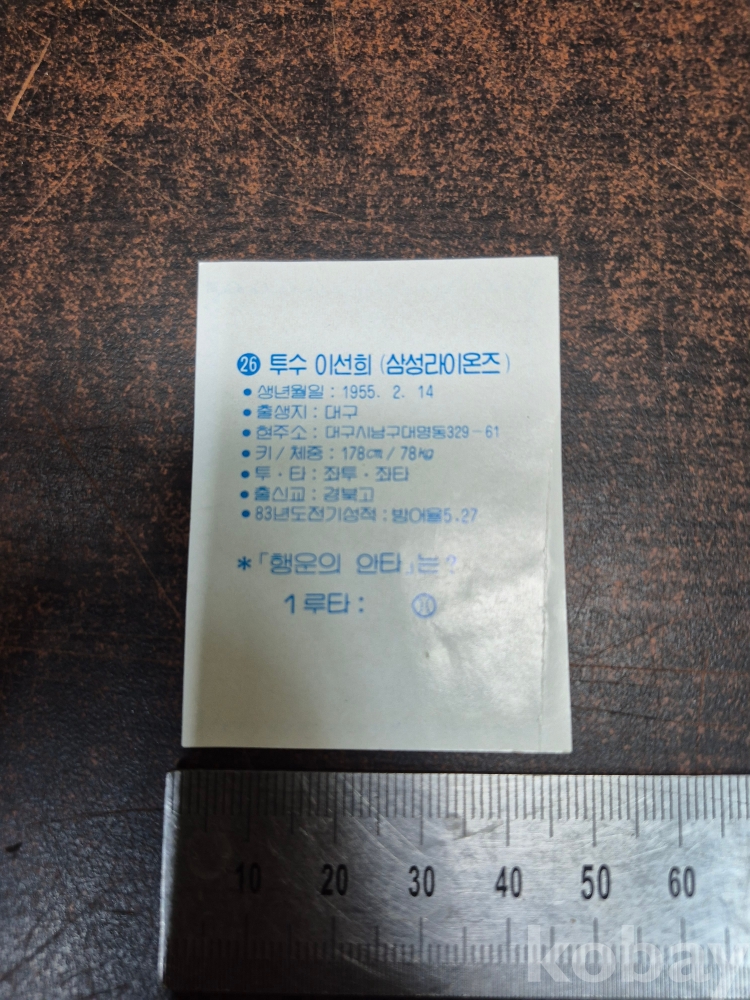 26 투수 이선희 (삼성라이온즈)
● 생년월일 : 1955. 2. 14
● 출생지 : 대구
● 현주소 : 대구시남구대명동329-61
● 키 / 체중 : 178㎝ / 78㎏
● 투 · 타 : 좌투 · 좌타
● 출신교 : 경북고
● 83년도전기성적 : 방어율5.27
* 「행운의 안타」는?
1루타 :
10 20 30 40 50 60
kobay